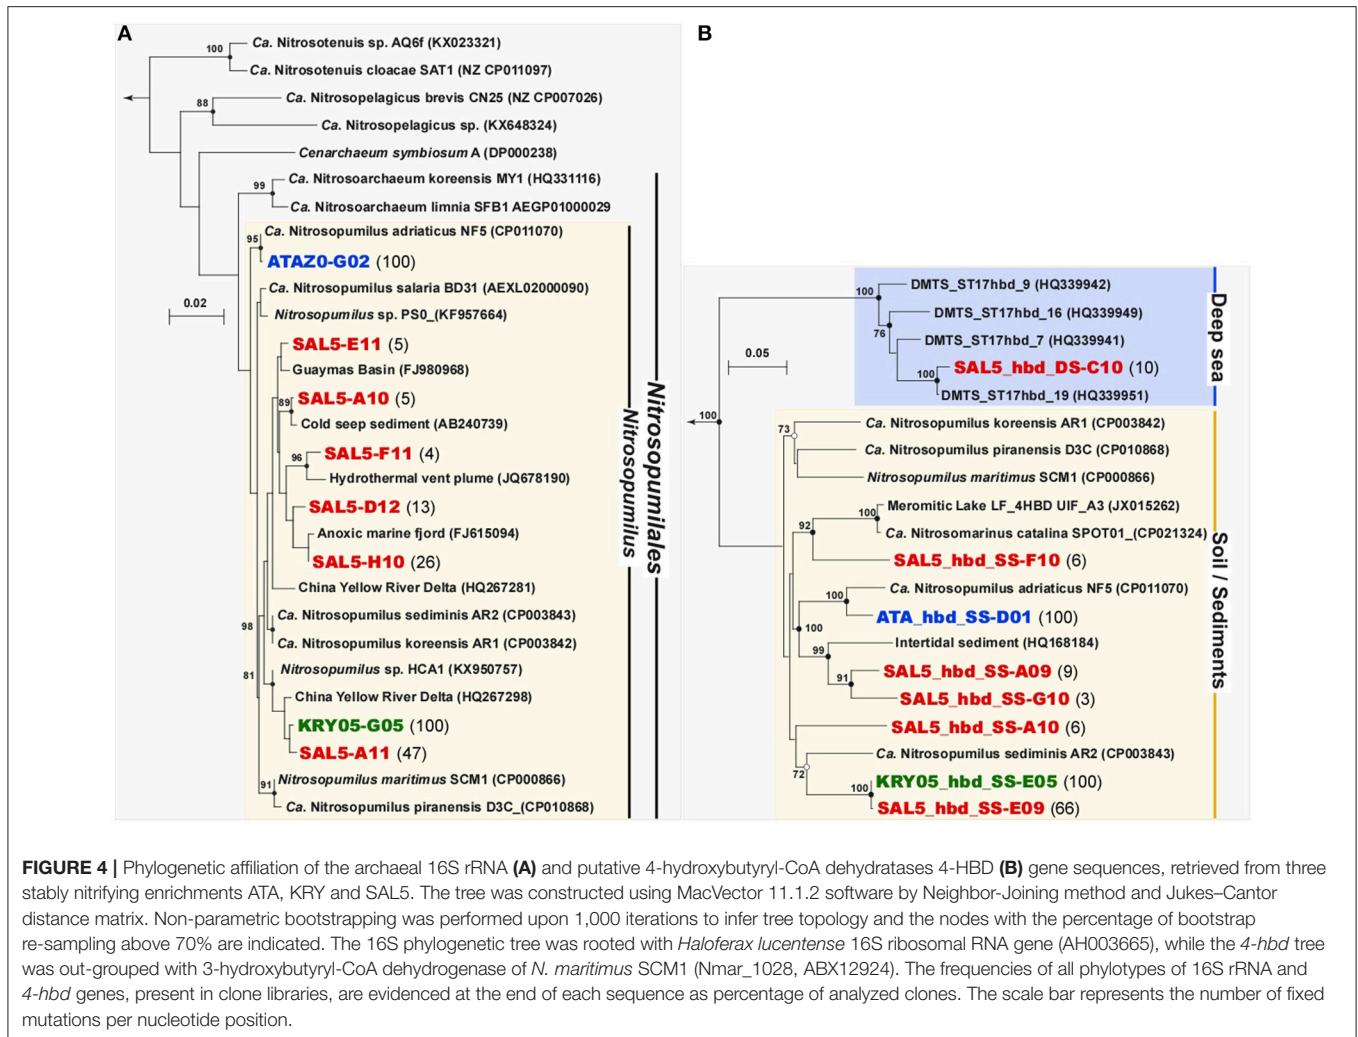 A
100
Ca. Nitrosotenuis sp. AQ6f (KX023321)
Ca. Nitrosotenuis cloacae SAT1 (NZ CP011097)
88
Ca. Nitrosopelagicus brevis CN25 (NZ CP007026)
Ca. Nitrosopelagicus sp. (KX648324)
Cenarchaeum symbiosum A (DP000238)
99
Ca. Nitrosoarchaeum koreensis MY1 (HQ331116)
Ca. Nitrosoarchaeum limnia SFB1 AEGP01000029
95
Ca. Nitrosopumilus adriaticus NF5 (CP011070)
ATAZ0-G02 (100)
Ca. Nitrosopumilus salaria BD31 (AEXL02000090)
0.02
Nitrosopumilus sp. PS0_(KF957664)
SAL5-E11 (5)
Guaymas Basin (FJ980968)
89
SAL5-A10 (5)
Cold seep sediment (AB240739)
96
SAL5-F11 (4)
Hydrothermal vent plume (JQ678190)
SAL5-D12 (13)
Anoxic marine fjord (FJ615094)
SAL5-H10 (26)
China Yellow River Delta (HQ267281)
98
Ca. Nitrosopumilus sediminis AR2 (CP003843)
Ca. Nitrosopumilus koreensis AR1 (CP003842)
81
Nitrosopumilus sp. HCA1 (KX950757)
China Yellow River Delta (HQ267298)
KRY05-G05 (100)
SAL5-A11 (47)
91
Nitrosopumilus maritimus SCM1 (CP000866)
Ca. Nitrosopumilus piranensis D3C_(CP010868)
Nitrosopumilus
Nitrosopumilales
B
100
DMTS_ST17hbd_9 (HQ339942)
DMTS_ST17hbd_16 (HQ339949)
76
DMTS_ST17hbd_7 (HQ339941)
0.05
100
SAL5_hbd_DS-C10 (10)
DMTS_ST17hbd_19 (HQ339951)
Deep sea
100
73
Ca. Nitrosopumilus koreensis AR1 (CP003842)
Ca. Nitrosopumilus piranensis D3C (CP010868)
Nitrosopumilus maritimus SCM1 (CP000866)
100
Meromitic Lake LF_4HBD UIF_A3 (JX015262)
92
Ca. Nitrosomarinus catalina SPOT01_(CP021324)
SAL5_hbd_SS-F10 (6)
100
Ca. Nitrosopumilus adriaticus NF5 (CP011070)
ATA_hbd_SS-D01 (100)
100
99
Intertidal sediment (HQ168184)
91
SAL5_hbd_SS-A09 (9)
SAL5_hbd_SS-G10 (3)
SAL5_hbd_SS-A10 (6)
72
Ca. Nitrosopumilus sediminis AR2 (CP003843)
100
KRY05_hbd_SS-E05 (100)
SAL5_hbd_SS-E09 (66)
Soil / Sediments
FIGURE 4 | Phylogenetic affiliation of the archaeal 16S rRNA (A) and putative 4-hydroxybutyryl-CoA dehydratases 4-HBD (B) gene sequences, retrieved from three
stably nitrifying enrichments ATA, KRY and SAL5. The tree was constructed using MacVector 11.1.2 software by Neighbor-Joining method and Jukes–Cantor
distance matrix. Non-parametric bootstrapping was performed upon 1,000 iterations to infer tree topology and the nodes with the percentage of bootstrap
re-sampling above 70% are indicated. The 16S phylogenetic tree was rooted with Haloferax lucentense 16S ribosomal RNA gene (AH003665), while the 4-hbd tree
was out-grouped with 3-hydroxybutyryl-CoA dehydrogenase of N. maritimus SCM1 (Nmar_1028, ABX12924). The frequencies of all phylotypes of 16S rRNA and
4-hbd genes, present in clone libraries, are evidenced at the end of each sequence as percentage of analyzed clones. The scale bar represents the number of fixed
mutations per nucleotide position.